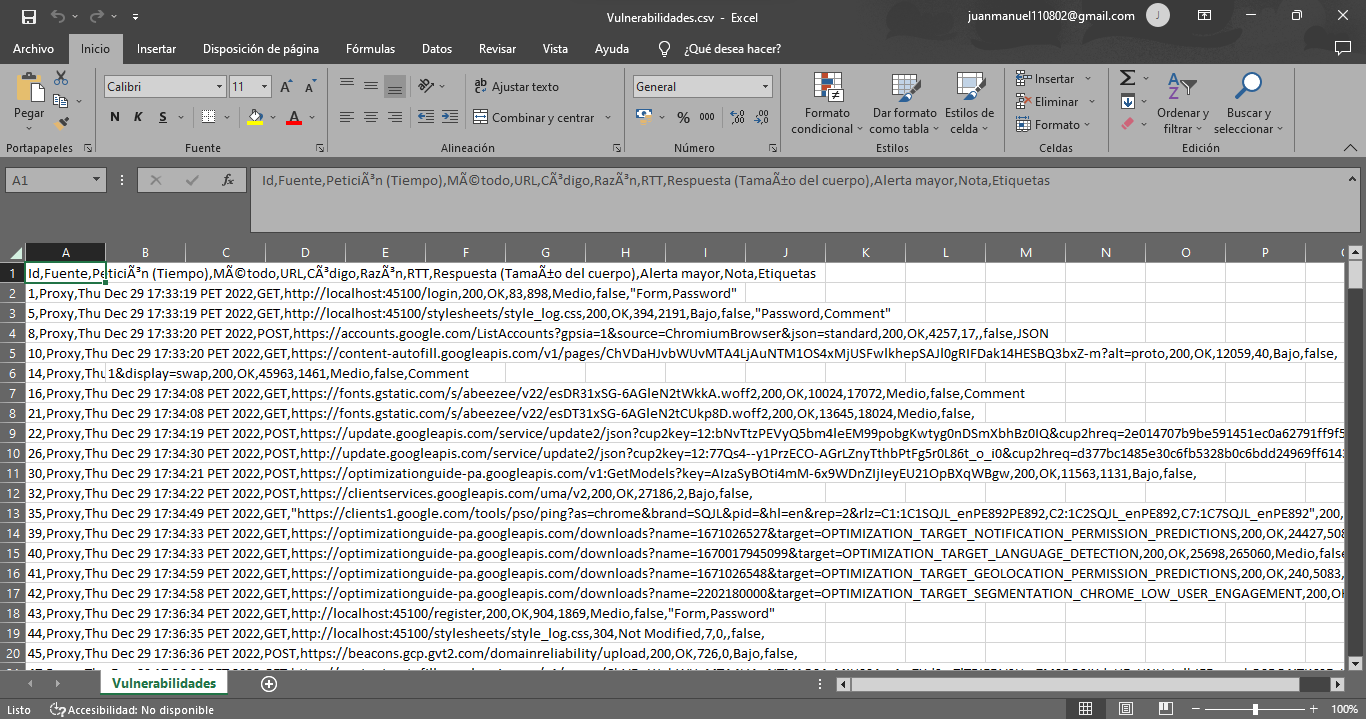 Vulnerabilidades.csv - Excel
juanmanuel110802@gmail.com
J
Archivo Inicio Insertar Disposición de página Fórmulas Datos Revisar Vista Ayuda ¿Qué desea hacer?
Pegar
Calibri 11
Ajustar texto
General
Formato condicional
Dar formato como tabla
Estilos de celda
Insertar
Eliminar
Formato
Ordenar y filtrar
Buscar y seleccionar
N K S
Combinar y centrar
% 000
Portapapeles Fuente Alineación Número Estilos Celdas Edición
A1
fx
Id,Fuente,PeticiÃ³n (Tiempo),MÃ©todo,URL,CÃ³digo,RazÃ³n,RTT,Respuesta (TamaÃ±o del cuerpo),Alerta mayor,Nota,Etiquetas
A B C D E F G H I J K L M N O P
1 Id,Fuente,PeticiÃ³n (Tiempo),MÃ©todo,URL,CÃ³digo,RazÃ³n,RTT,Respuesta (TamaÃ±o del cuerpo),Alerta mayor,Nota,Etiquetas
2 1,Proxy,Thu Dec 29 17:33:19 PET 2022,GET,http://localhost:45100/login,200,OK,83,898,Medio,false,"Form,Password"
3 5,Proxy,Thu Dec 29 17:33:19 PET 2022,GET,http://localhost:45100/stylesheets/style_log.css,200,OK,394,2191,Bajo,false,"Password,Comment"
4 8,Proxy,Thu Dec 29 17:33:20 PET 2022,POST,https://accounts.google.com/ListAccounts?gpsia=1&source=ChromiumBrowser&json=standard,200,OK,4257,17,,false,JSON
5 10,Proxy,Thu Dec 29 17:33:20 PET 2022,GET,https://content-autofill.googleapis.com/v1/pages/ChVDaHJvbWUvMTA4LjAuNTM1OS4xMjUSFwlkhepSAJl0gRIFDak14HESBQ3bxZ-m?alt=proto,200,OK,12059,40,Bajo,false,
6 14,Proxy,Thu 1&display=swap,200,OK,45963,1461,Medio,false,Comment
7 16,Proxy,Thu Dec 29 17:34:08 PET 2022,GET,https://fonts.gstatic.com/s/abeezee/v22/esDR31xSG-6AGleN2tWkkA.woff2,200,OK,10024,17072,Medio,false,Comment
8 21,Proxy,Thu Dec 29 17:34:08 PET 2022,GET,https://fonts.gstatic.com/s/abeezee/v22/esDT31xSG-6AGleN2tCUkp8D.woff2,200,OK,13645,18024,Medio,false,
9 22,Proxy,Thu Dec 29 17:34:19 PET 2022,POST,https://update.googleapis.com/service/update2/json?cup2key=12:bNvTtzPEVyQ5bm4leEM99pobgKwtyg0nDSmXbhBz0IQ&cup2hreq=2e014707b9be591451ec0a62791ff9f5
10 26,Proxy,Thu Dec 29 17:34:30 PET 2022,POST,http://update.googleapis.com/service/update2/json?cup2key=12:77Qs4--y1PrzECO-AGrLZnyTthbPtFg5r0L86t_o_i0&cup2hreq=d377bc1485e30c6fb5328b0c6bdd24969ff614
11 30,Proxy,Thu Dec 29 17:34:21 PET 2022,POST,https://optimizationguide-pa.googleapis.com/v1:GetModels?key=AIzaSyBOti4mM-6x9WDnZIjIeyEU21OpBXqWBgw,200,OK,11563,1131,Bajo,false,
12 32,Proxy,Thu Dec 29 17:34:22 PET 2022,POST,https://clientservices.googleapis.com/uma/v2,200,OK,27186,2,Bajo,false,
13 35,Proxy,Thu Dec 29 17:34:49 PET 2022,GET,"https://clients1.google.com/tools/pso/ping?as=chrome&brand=SQJL&pid=&hl=en&rep=2&rlz=C1:1C1SQJL_enPE892PE892,C2:1C2SQJL_enPE892,C7:1C7SQJL_enPE892",200,
14 39,Proxy,Thu Dec 29 17:34:33 PET 2022,GET,https://optimizationguide-pa.googleapis.com/downloads?name=1671026527&target=OPTIMIZATION_TARGET_NOTIFICATION_PERMISSION_PREDICTIONS,200,OK,24427,508
15 40,Proxy,Thu Dec 29 17:34:33 PET 2022,GET,https://optimizationguide-pa.googleapis.com/downloads?name=1670017945099&target=OPTIMIZATION_TARGET_LANGUAGE_DETECTION,200,OK,25698,265060,Medio,false
16 41,Proxy,Thu Dec 29 17:34:59 PET 2022,GET,https://optimizationguide-pa.googleapis.com/downloads?name=1671026548&target=OPTIMIZATION_TARGET_GEOLOCATION_PERMISSION_PREDICTIONS,200,OK,240,5083,
17 42,Proxy,Thu Dec 29 17:34:58 PET 2022,GET,https://optimizationguide-pa.googleapis.com/downloads?name=2202180000&target=OPTIMIZATION_TARGET_SEGMENTATION_CHROME_LOW_USER_ENGAGEMENT,200,OK
18 43,Proxy,Thu Dec 29 17:36:34 PET 2022,GET,http://localhost:45100/register,200,OK,904,1869,Medio,false,"Form,Password"
19 44,Proxy,Thu Dec 29 17:36:35 PET 2022,GET,http://localhost:45100/stylesheets/style_log.css,304,Not Modified,7,0,,false,
20 45,Proxy,Thu Dec 29 17:36:36 PET 2022,POST,https://beacons.gcp.gvt2.com/domainreliability/upload,200,OK,726,0,Bajo,false,
Vulnerabilidades
Listo Accesibilidad: No disponible 100%